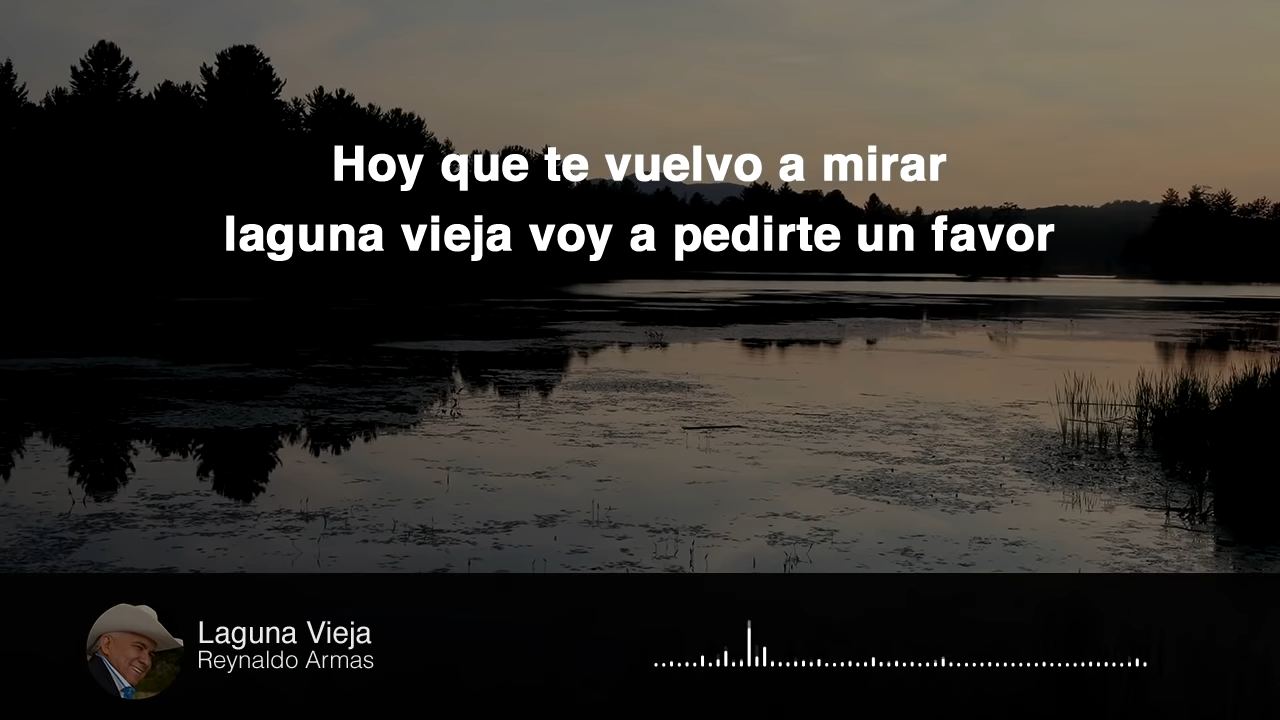 Hoy que te vuelvo a mirar
laguna vieja voy a pedirte un favor
Laguna Vieja
Reynaldo Armas